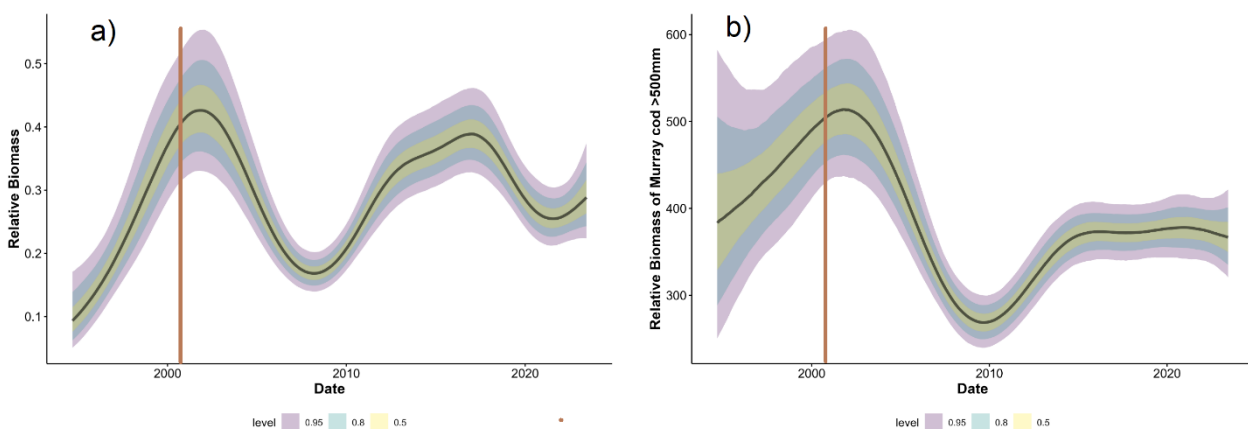 a)
Relative Biomass
0.5
0.4
0.3
0.2
0.1
2000
2010
2020
Date
level 0.95 0.8 0.5
b)
Relative Biomass of Murray cod >500mm
600
500
400
300
2000
2010
2020
Date
level 0.95 0.8 0.5